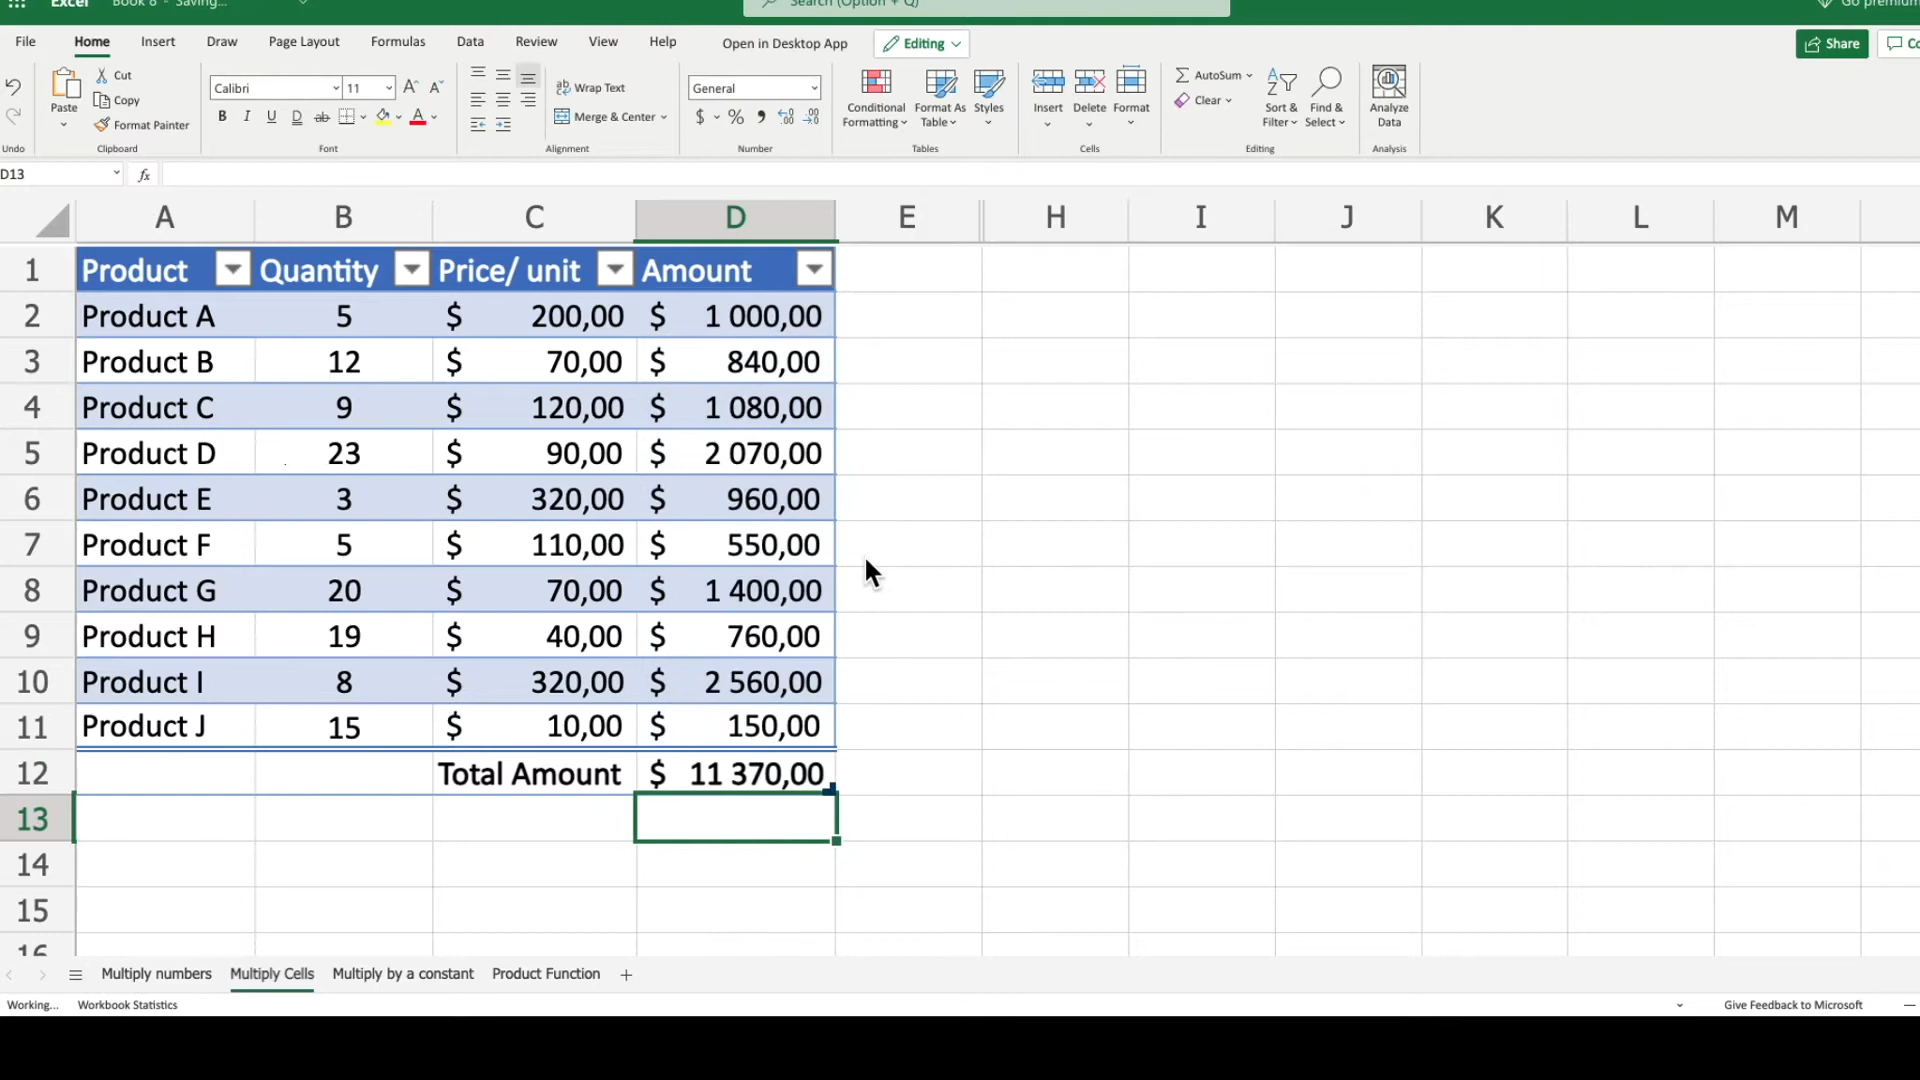 Excel Book 8 - Saving... Search (Option + Q) Go premium
File Home Insert Draw Page Layout Formulas Data Review View Help Open in Desktop App Editing Share
Paste Cut Calibri 11 Wrap Text General AutoSum
Copy Merge & Center $ % Conditional Formatting Format As Table Styles Insert Delete Format Clear Sort & Filter Find & Select Analyze Data
Format Painter B I U D ab A
Undo Clipboard Font Alignment Number Tables Cells Editing Analysis
D13 fx
A B C D E H I J K L M
1 Product Quantity Price/ unit Amount
2 Product A 5 $ 200,00 $ 1 000,00
3 Product B 12 $ 70,00 $ 840,00
4 Product C 9 $ 120,00 $ 1 080,00
5 Product D 23 $ 90,00 $ 2 070,00
6 Product E 3 $ 320,00 $ 960,00
7 Product F 5 $ 110,00 $ 550,00
8 Product G 20 $ 70,00 $ 1 400,00
9 Product H 19 $ 40,00 $ 760,00
10 Product I 8 $ 320,00 $ 2 560,00
11 Product J 15 $ 10,00 $ 150,00
12 Total Amount $ 11 370,00
13
14
15
16
Multiply numbers Multiply Cells Multiply by a constant Product Function +
Working... Workbook Statistics Give Feedback to Microsoft